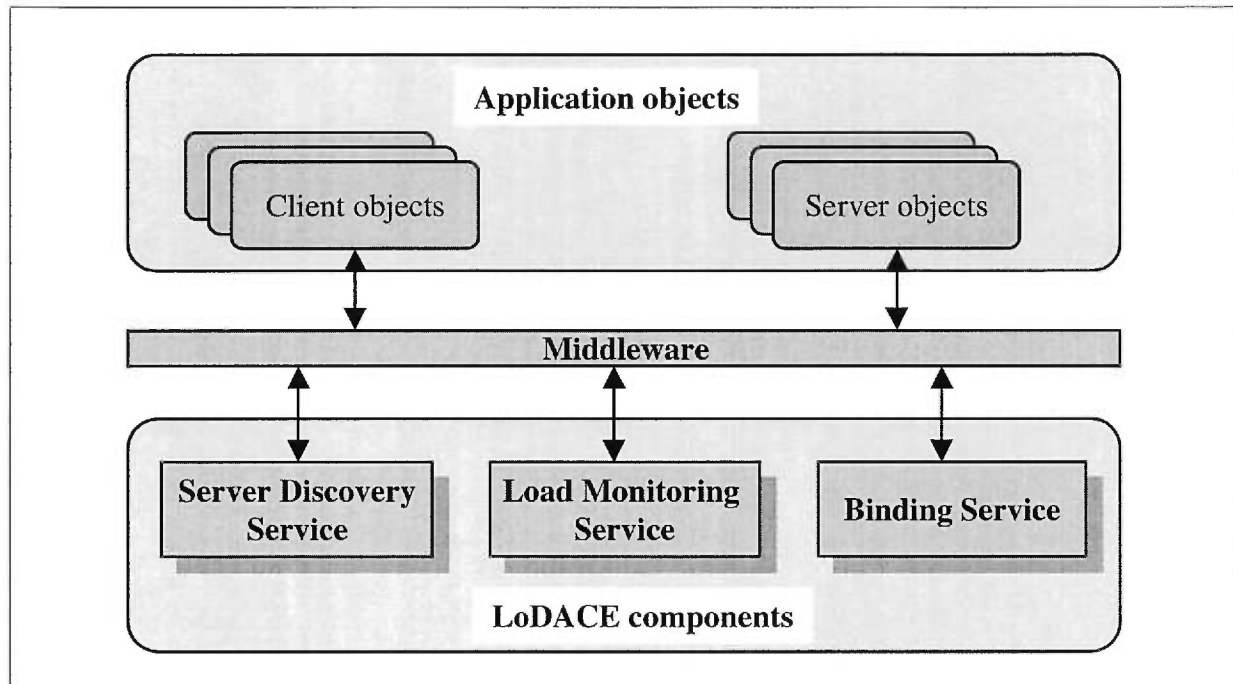 Application objects
Client objects
Server objects
Middleware
Server Discovery
Service
Load Monitoring
Service
Binding Service
LoDACE components